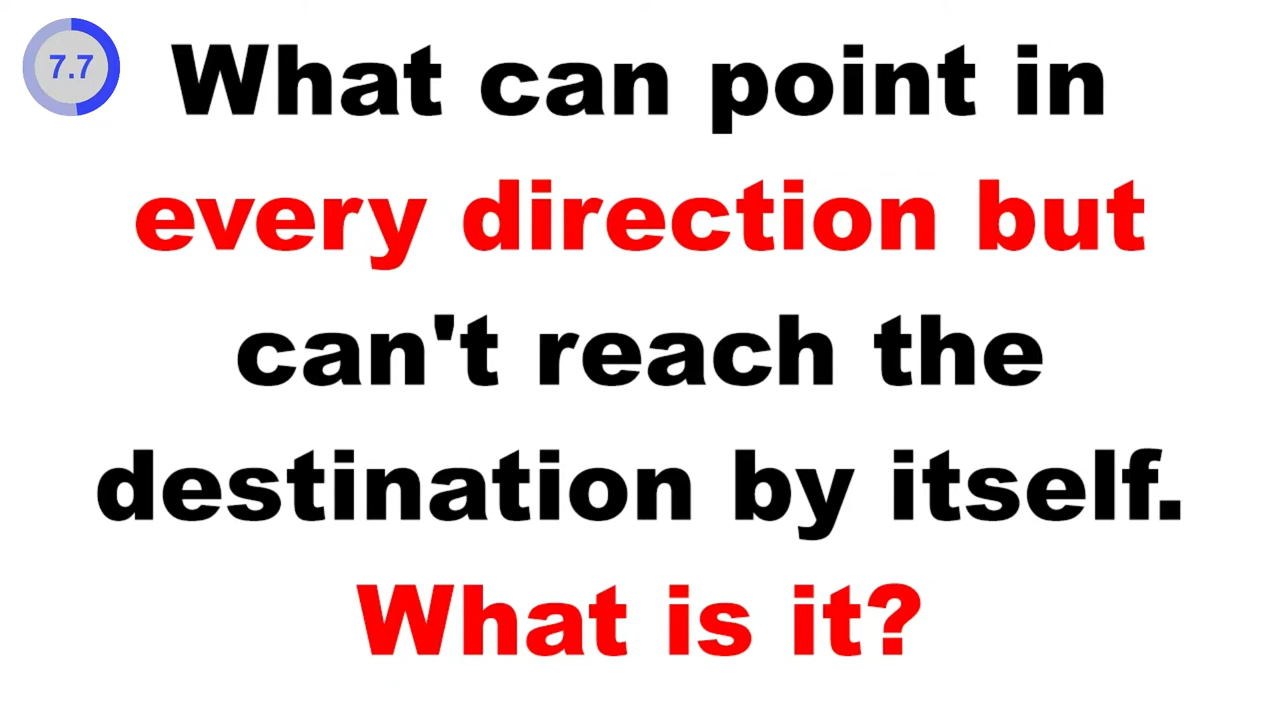 7.7
What can point in
every direction but
can't reach the
destination by itself.
What is it?